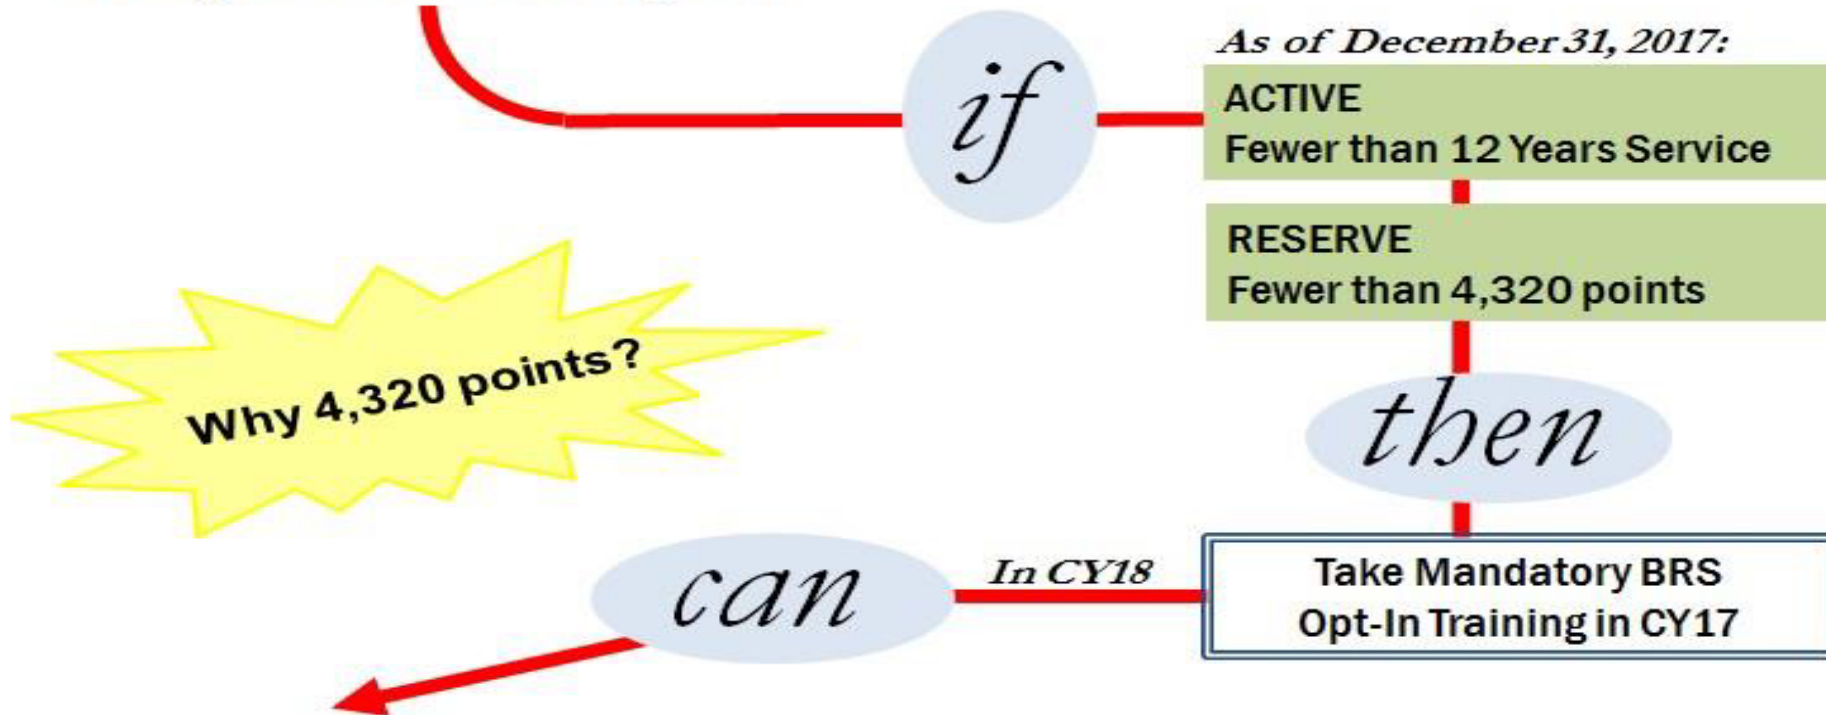 As of December 31, 2017:
if
ACTIVE
Fewer than 12 Years Service
RESERVE
Fewer than 4,320 points
Why 4,320 points?
then
Take Mandatory BRS
Opt-In Training in CY17
In CY18
can